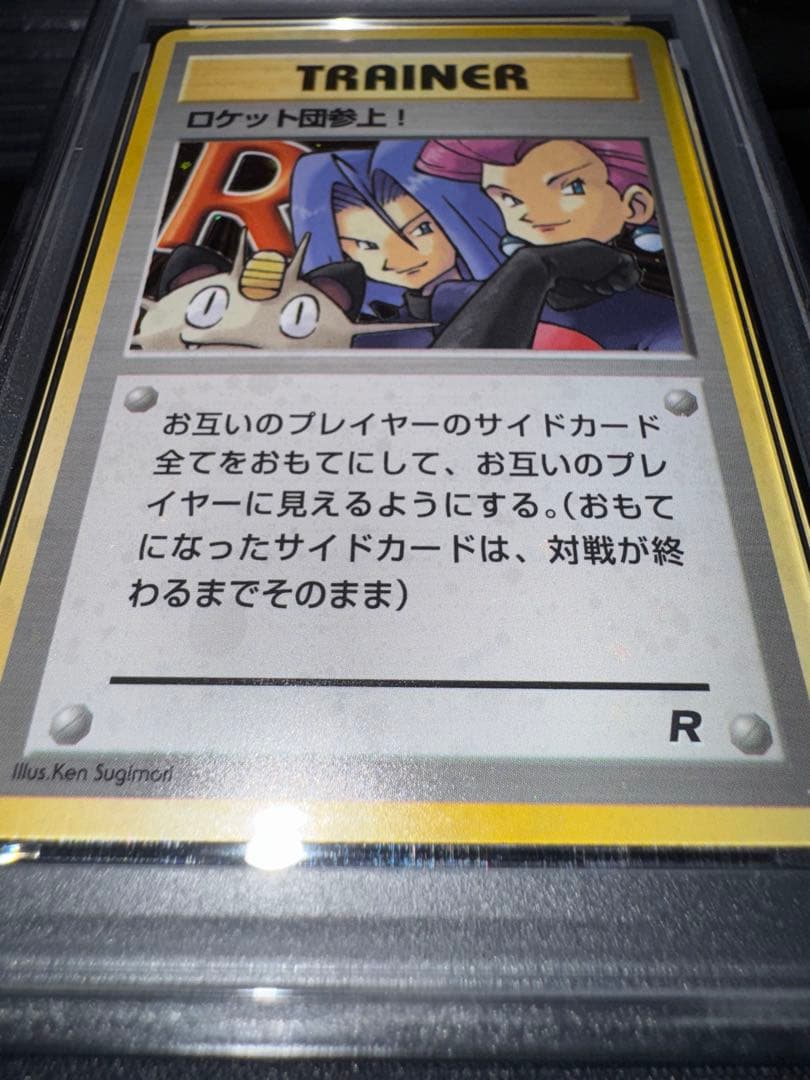 TRAINER
ロケット団参上！
R
お互いのプレイヤーのサイドカード
全てをおもてにして、お互いのプレ
イヤーに見えるようにする。（おもて
になったサイドカードは、対戦が終
わるまでそのまま）
R
Illus.Ken Sugimori